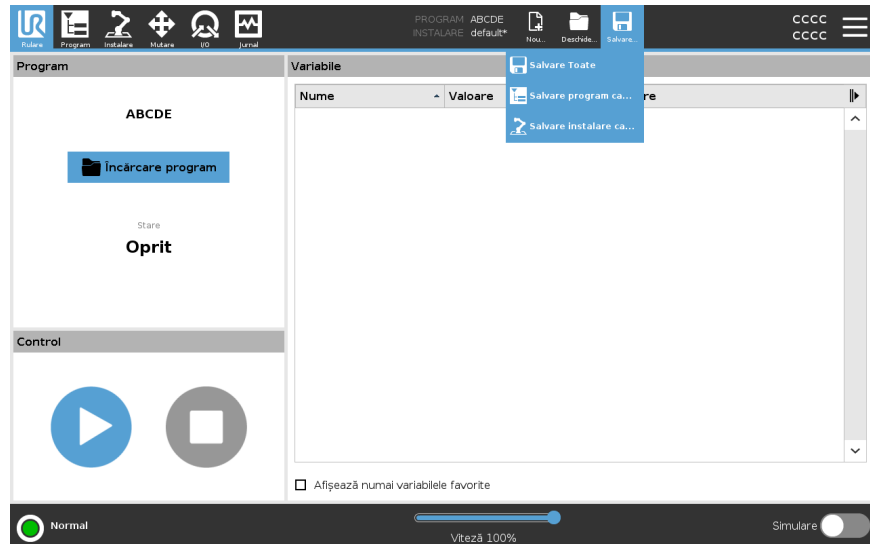 PROGRAM ABCDE
INSTALARE default*
cccc
cccc
Rulare Program Instalare Mutare I/O Jurnal
Nou... Deschide... Salvare...
Program
Variabile
Salvare Toate
Nume Valoare re
Salvare program ca...
Salvare instalare ca...
ABCDE
Încărcare program
Stare
Oprit
Control
Afișează numai variabilele favorite
Normal
Viteză 100%
Simulare